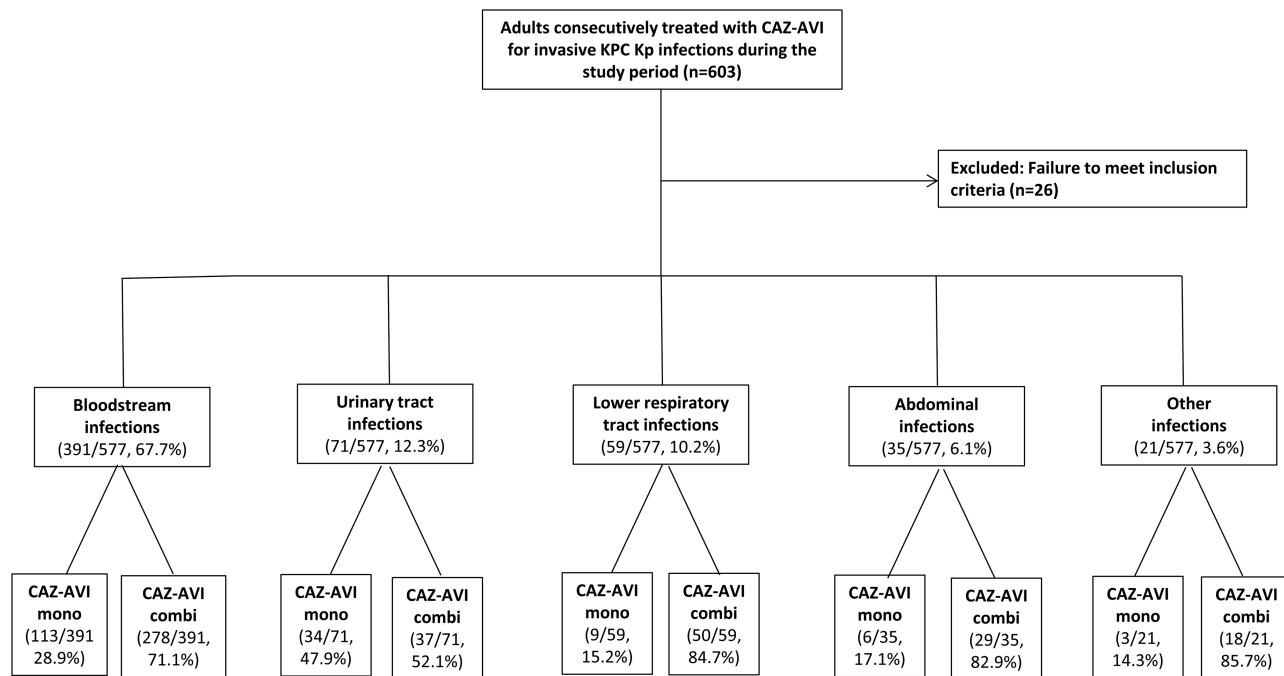 Adults consecutively treated with CAZ-AVI
for invasive KPC Kp infections during the
study period (n=603)
Excluded: Failure to meet inclusion
criteria (n=26)
Bloodstream
infections
(391/577, 67.7%)
Urinary tract
infections
(71/577, 12.3%)
Lower respiratory
tract infections
(59/577, 10.2%)
Abdominal
infections
(35/577, 6.1%)
Other
infections
(21/577, 3.6%)
CAZ-AVI
mono
(113/391
28.9%)
CAZ-AVI
combi
(278/391,
71.1%)
CAZ-AVI
mono
(34/71,
47.9%)
CAZ-AVI
combi
(37/71,
52.1%)
CAZ-AVI
mono
(9/59,
15.2%)
CAZ-AVI
combi
(50/59,
84.7%)
CAZ-AVI
mono
(6/35,
17.1%)
CAZ-AVI
combi
(29/35,
82.9%)
CAZ-AVI
mono
(3/21,
14.3%)
CAZ-AVI
combi
(18/21,
85.7%)